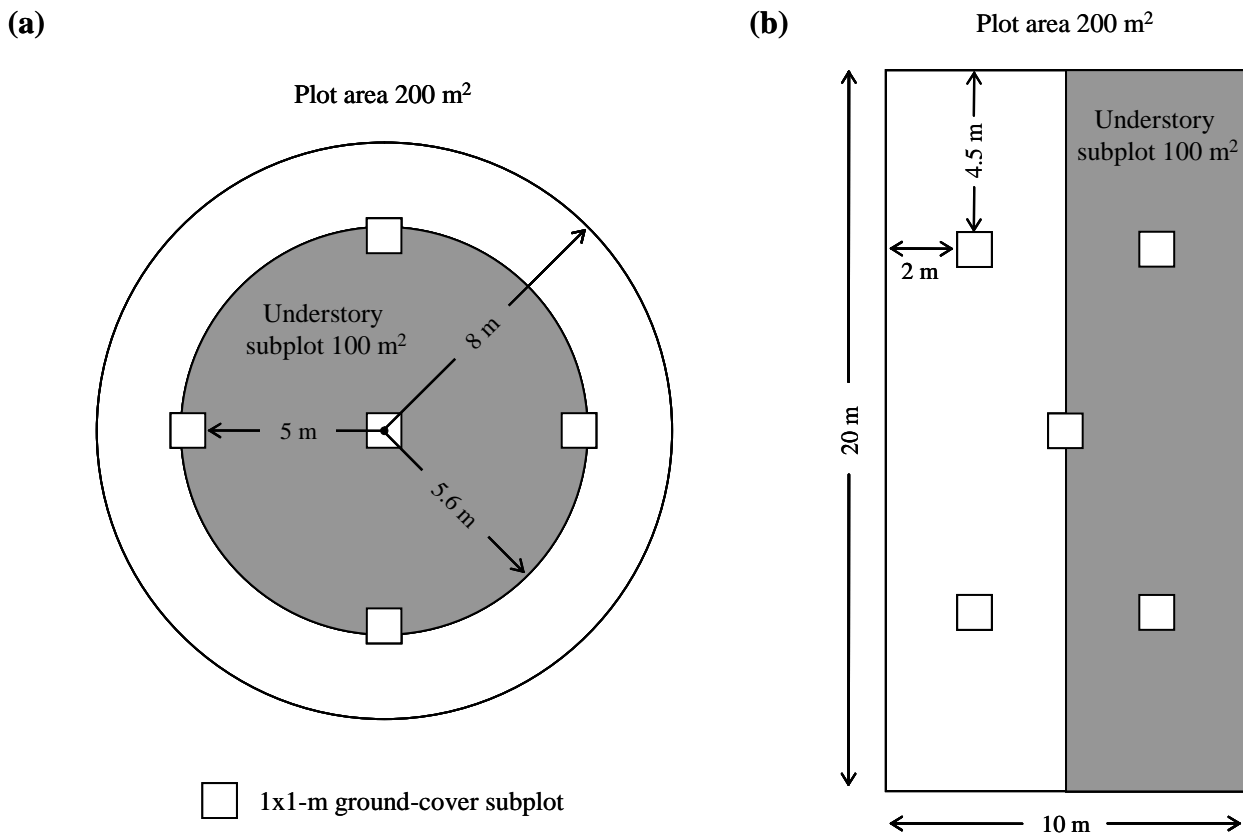 (a)
Plot area 200 m²
Understory
subplot 100 m²
8 m
5 m
5.6 m
1x1-m ground-cover subplot
(b)
Plot area 200 m²
4.5 m
Understory
subplot 100 m²
2 m
20 m
10 m